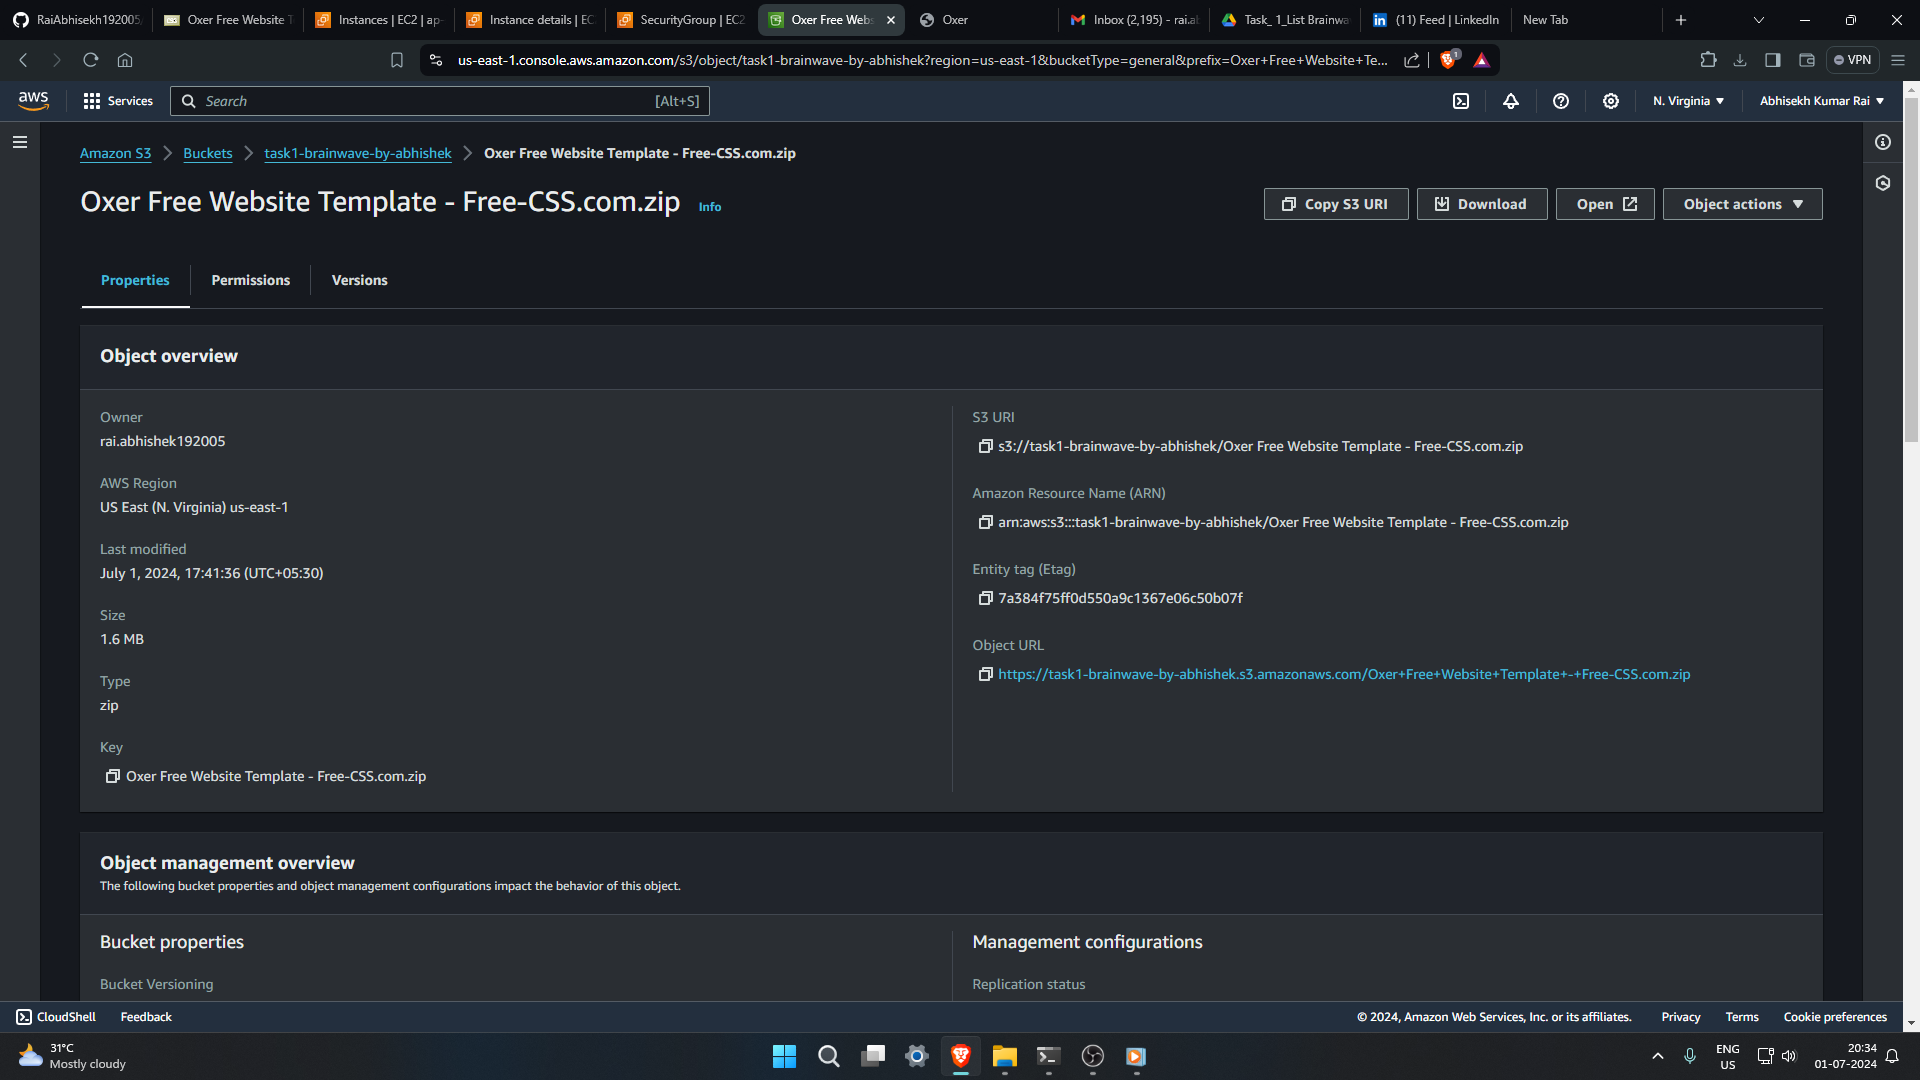 RaiAbhisekh192005
Oxer Free Website T
Instances | EC2 | ap-
Instance details | EC
SecurityGroup | EC2
Oxer Free Webs
Oxer
Inbox (2,195) - rai.a
Task_ 1_List Brainwa
(11) Feed | LinkedIn
New Tab
us-east-1.console.aws.amazon.com/s3/object/task1-brainwave-by-abhishek?region=us-east-1&bucketType=general&prefix=Oxer+Free+Website+Te...
1
VPN
aws
Services
Search
[Alt+S]
N. Virginia
Abhisekh Kumar Rai
Amazon S3
Buckets
task1-brainwave-by-abhishek
Oxer Free Website Template - Free-CSS.com.zip
Oxer Free Website Template - Free-CSS.com.zip
Info
Copy S3 URI
Download
Open
Object actions
Properties
Permissions
Versions
Object overview
Owner
rai.abhishek192005
AWS Region
US East (N. Virginia) us-east-1
Last modified
July 1, 2024, 17:41:36 (UTC+05:30)
Size
1.6 MB
Type
zip
Key
Oxer Free Website Template - Free-CSS.com.zip
S3 URI
s3://task1-brainwave-by-abhishek/Oxer Free Website Template - Free-CSS.com.zip
Amazon Resource Name (ARN)
arn:aws:s3:::task1-brainwave-by-abhishek/Oxer Free Website Template - Free-CSS.com.zip
Entity tag (Etag)
7a384f75ff0d550a9c1367e06c50b07f
Object URL
https://task1-brainwave-by-abhishek.s3.amazonaws.com/Oxer+Free+Website+Template+-+Free-CSS.com.zip
Object management overview
The following bucket properties and object management configurations impact the behavior of this object.
Bucket properties
Management configurations
Bucket Versioning
Replication status
CloudShell
Feedback
© 2024, Amazon Web Services, Inc. or its affiliates.
Privacy
Terms
Cookie preferences
31°C
Mostly cloudy
ENG
US
20:34
01-07-2024